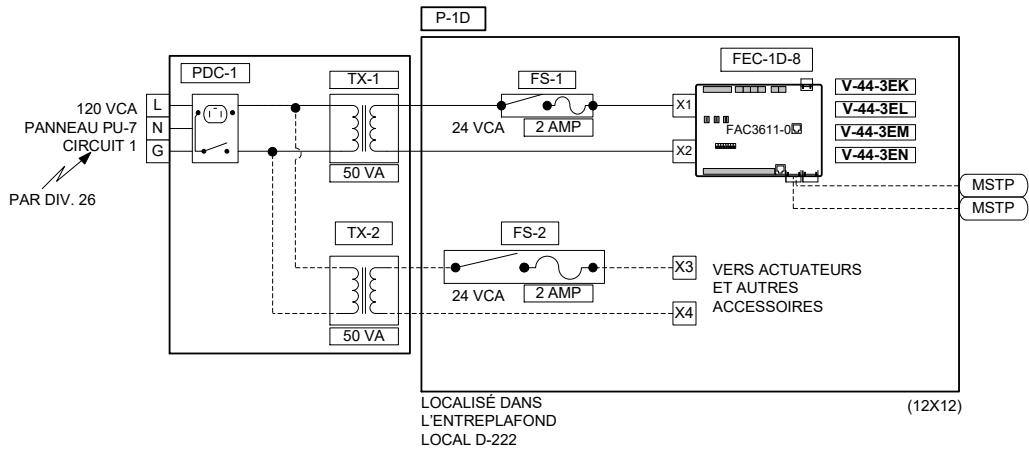 P-1D
PDC-1
TX-1
FS-1
FEC-1D-8
120 VCA
PANNEAU PU-7
CIRCUIT 1
L
N
G
PAR DIV. 26
50 VA
24 VCA
2 AMP
X1
X2
FAC3611-0
V-44-3EK
V-44-3EL
V-44-3EM
V-44-3EN
MSTP
MSTP
TX-2
FS-2
50 VA
24 VCA
2 AMP
X3
X4
VERS ACTUATEURS
ET AUTRES
ACCESSOIRES
LOCALISÉ DANS
L'ENTREPLAFOND
LOCAL D-222
(12X12)